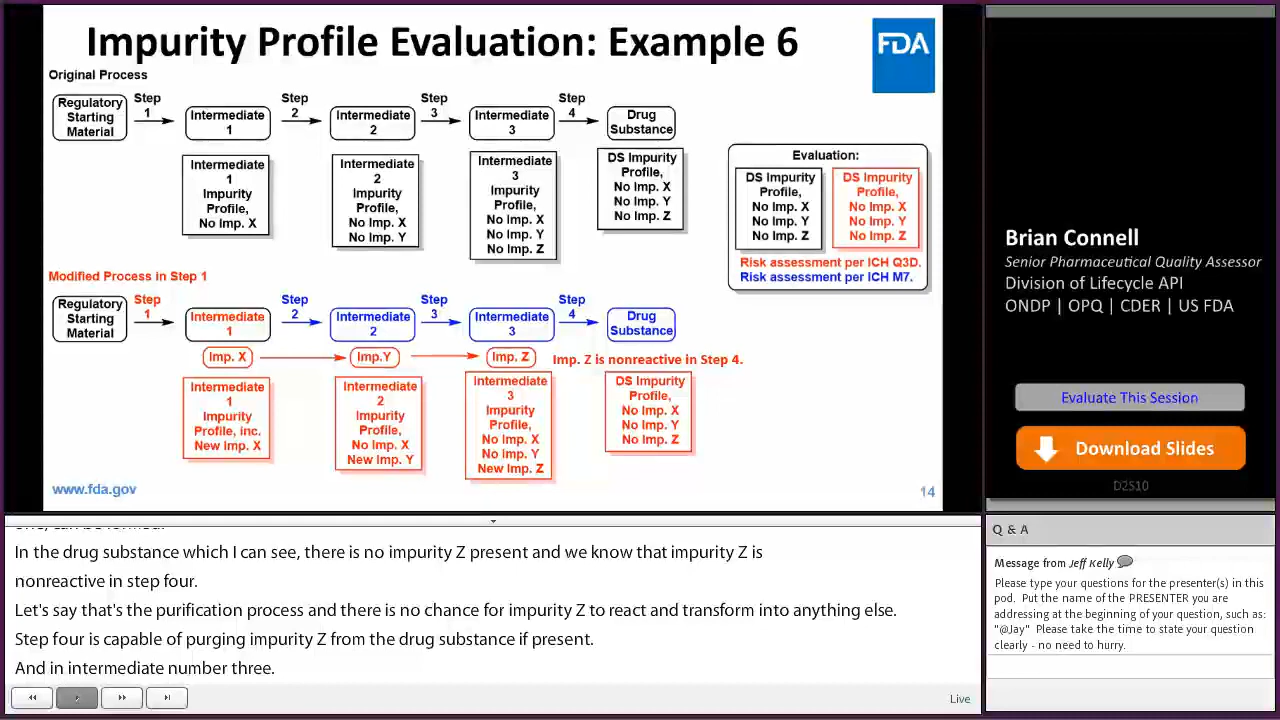 Impurity Profile Evaluation: Example 6
FDA
Original Process
Regulatory
Starting
Material
Step
1
Intermediate
1
Step
2
Intermediate
2
Step
3
Intermediate
3
Step
4
Drug
Substance
Intermediate
1
Impurity
Profile,
No Imp. X
Intermediate
2
Impurity
Profile,
No Imp. X
No Imp. Y
Intermediate
3
Impurity
Profile,
No Imp. X
No Imp. Y
No Imp. Z
DS Impurity
Profile,
No Imp. X
No Imp. Y
No Imp. Z
Evaluation:
DS Impurity
Profile,
No Imp. X
No Imp. Y
No Imp. Z
DS Impurity
Profile,
No Imp. X
No Imp. Y
No Imp. Z
Risk assessment per ICH Q3D.
Risk assessment per ICH M7.
Modified Process in Step 1
Regulatory
Starting
Material
Step
1
Intermediate
1
Step
2
Intermediate
2
Step
3
Intermediate
3
Step
4
Drug
Substance
Imp. X
Imp.Y
Imp. Z
Imp. Z is nonreactive in Step 4.
Intermediate
1
Impurity
Profile, inc.
New Imp. X
Intermediate
2
Impurity
Profile,
No Imp. X
New Imp. Y
Intermediate
3
Impurity
Profile,
No Imp. X
No Imp. Y
New Imp. Z
DS Impurity
Profile,
No Imp. X
No Imp. Y
No Imp. Z
www.fda.gov
14
Brian Connell
Senior Pharmaceutical Quality Assessor
Division of Lifecycle API
ONDP | OPQ | CDER | US FDA
Evaluate This Session
Download Slides
D2S10
In the drug substance which I can see, there is no impurity Z present and we know that impurity Z is
nonreactive in step four.
Let's say that's the purification process and there is no chance for impurity Z to react and transform into anything else.
Step four is capable of purging impurity Z from the drug substance if present.
And in intermediate number three.
Live
Q & A
Message from Jeff Kelly
Please type your questions for the presenter(s) in this
pod. Put the name of the PRESENTER you are
addressing at the beginning of your question, such as:
"@Jay" Please take the time to state your question
clearly - no need to hurry.